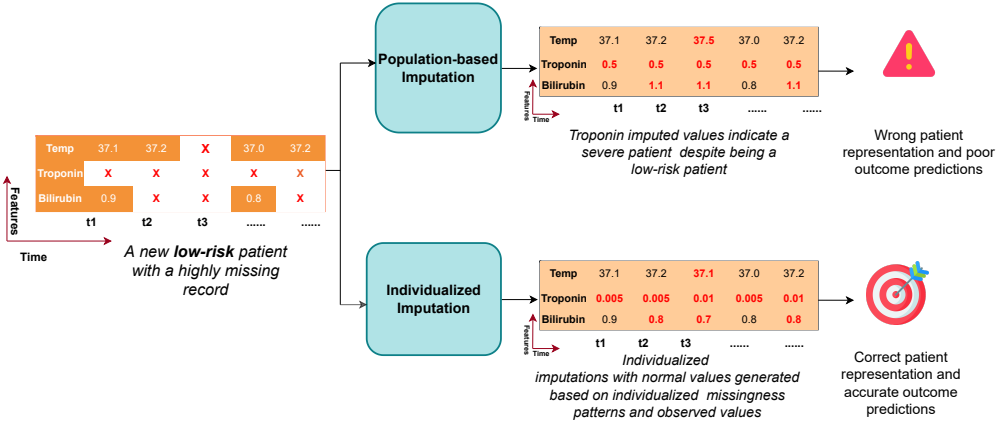 Temp 37.1 37.2 X 37.0 37.2
Troponin X X X X X
Bilirubin 0.9 X X 0.8 X
Features
t1 t2 t3 ...... ......
Time
A new low-risk patient
with a highly missing
record
Population-based
Imputation
Temp 37.1 37.2 37.5 37.0 37.2
Troponin 0.5 0.5 0.5 0.5 0.5
Bilirubin 0.9 1.1 1.1 0.8 1.1
Features
t1 t2 t3 ...... ......
Time
Troponin imputed values indicate a
severe patient despite being a
low-risk patient
Wrong patient
representation and poor
outcome predictions
Individualized
Imputation
Temp 37.1 37.2 37.1 37.0 37.2
Troponin 0.005 0.005 0.01 0.005 0.01
Bilirubin 0.9 0.8 0.7 0.8 0.8
Features
t1 t2 t3 ...... ......
Time
Individualized
imputations with normal values generated
based on individualized missingness
patterns and observed values
Correct patient
representation and
accurate outcome
predictions